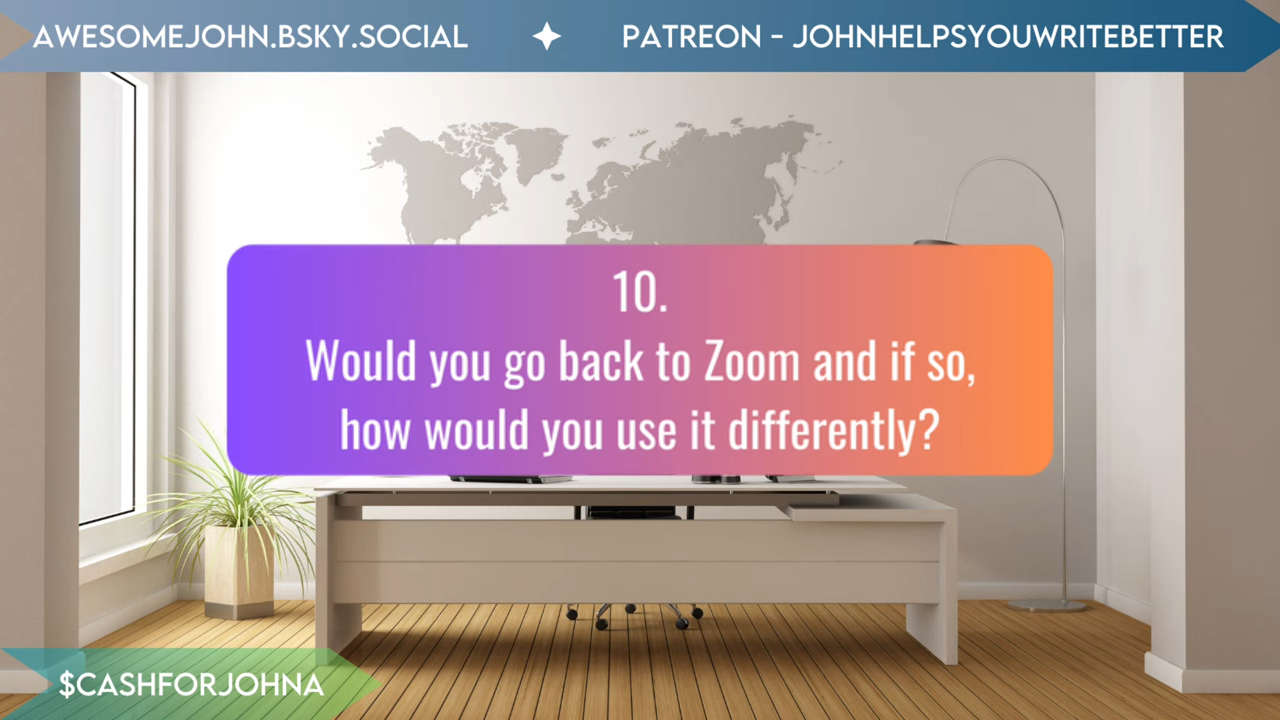 AWESOMEJOHN.BSKY.SOCIAL
PATREON - JOHNHELPSYOUWRITEBETTER
10.
Would you go back to Zoom and if so,
how would you use it differently?
$CASHFORJOHNA